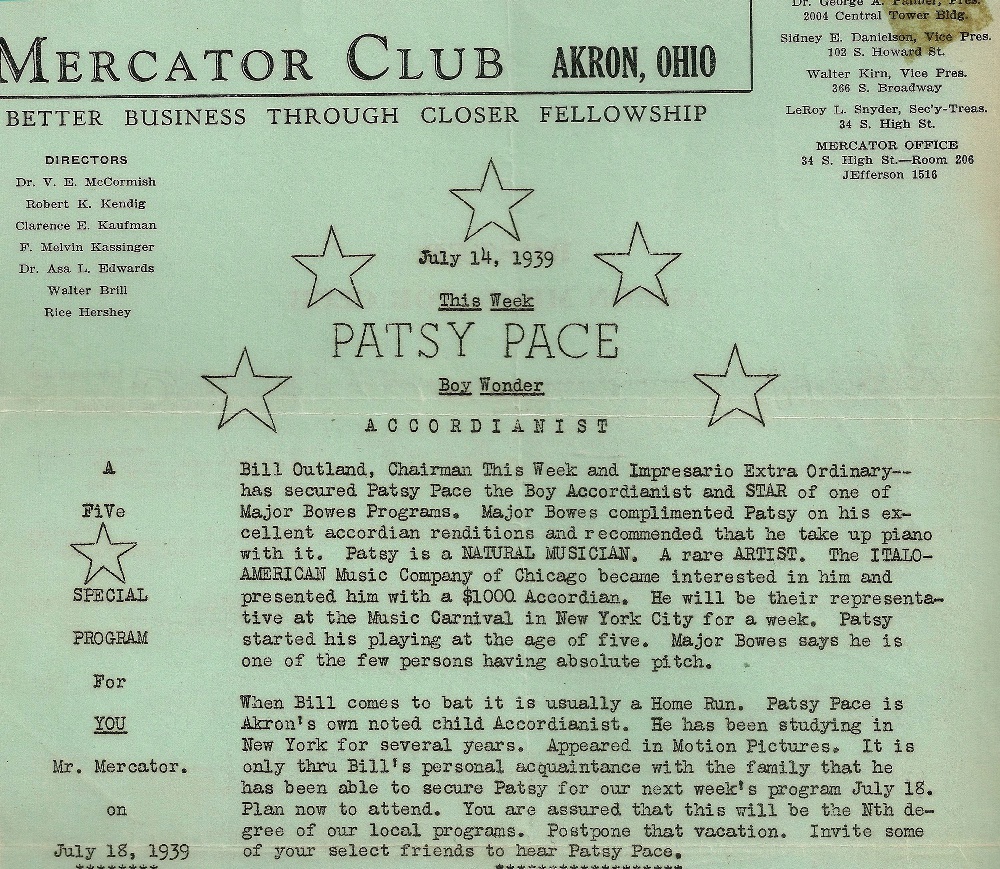 MERCATOR CLUB AKRON, OHIO
BETTER BUSINESS THROUGH CLOSER FELLOWSHIP
Dr. George A. Palmer, Pres.
2004 Central Tower Bldg.
Sidney E. Danielson, Vice Pres.
102 S. Howard St.
Walter Kirn, Vice Pres.
366 S. Broadway
LeRoy L. Snyder, Sec'y-Treas.
34 S. High St.
MERCATOR OFFICE
34 S. High St.—Room 206
JEfferson 1516
DIRECTORS
Dr. V. E. McCormish
Robert K. Kendig
Clarence E. Kaufman
F. Melvin Kassinger
Dr. Asa L. Edwards
Walter Brill
Rice Hershey
July 14, 1939
This Week
PATSY PACE
Boy Wonder
ACCORDIANIST
A
FiVe
SPECIAL
PROGRAM
For
YOU
Mr. Mercator.
on
July 18, 1939
********
Bill Outland, Chairman This Week and Impresario Extra Ordinary--
has secured Patsy Pace the Boy Accordianist and STAR of one of
Major Bowes Programs. Major Bowes complimented Patsy on his ex-
cellent accordian renditions and recommended that he take up piano
with it. Patsy is a NATURAL MUSICIAN. A rare ARTIST. The ITALO-
AMERICAN Music Company of Chicago became interested in him and
presented him with a $1000 Accordian. He will be their representa-
tive at the Music Carnival in New York City for a week. Patsy
started his playing at the age of five. Major Bowes says he is
one of the few persons having absolute pitch.
When Bill comes to bat it is usually a Home Run. Patsy Pace is
Akron's own noted child Accordianist. He has been studying in
New York for several years. Appeared in Motion Pictures. It is
only thru Bill's personal acquaintance with the family that he
has been able to secure Patsy for our next week's program July 18.
Plan now to attend. You are assured that this will be the Nth de-
gree of our local programs. Postpone that vacation. Invite some
of your select friends to hear Patsy Pace.
******************